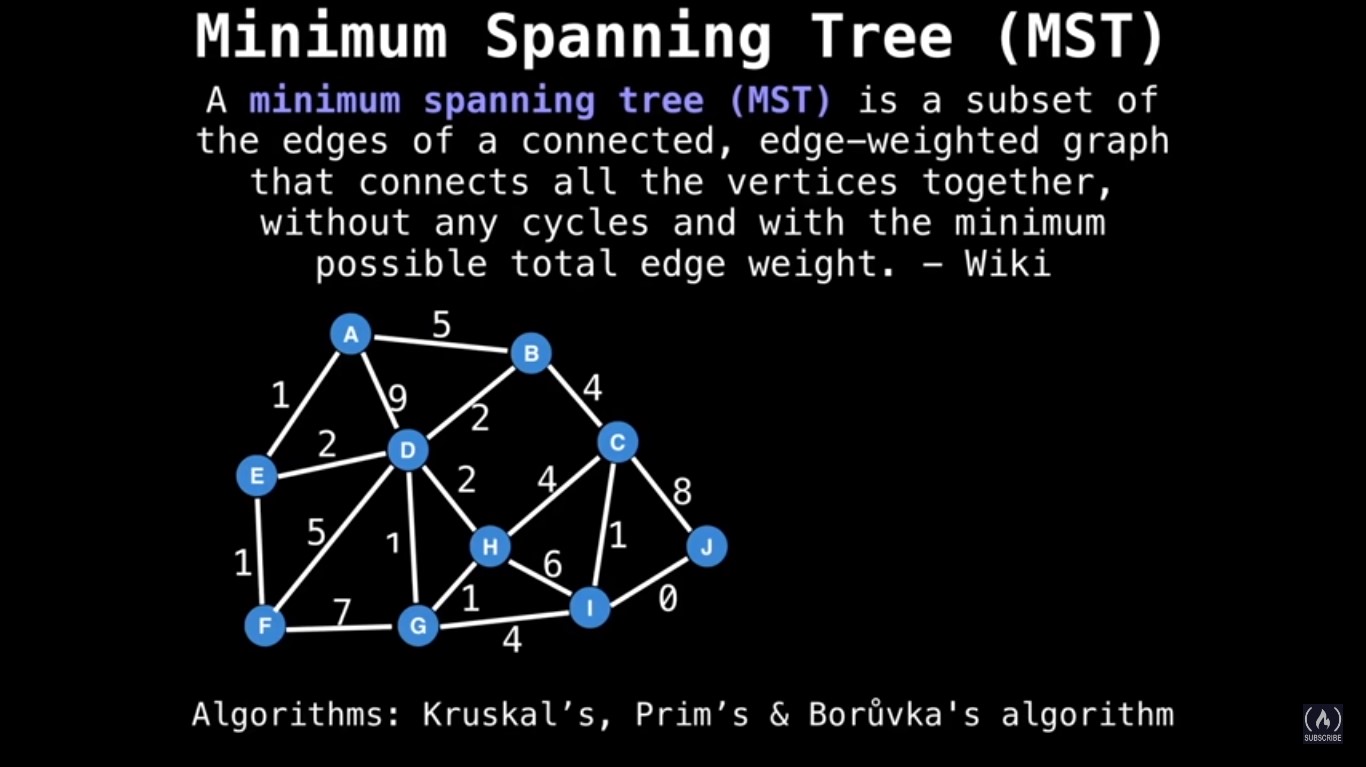 Minimum Spanning Tree (MST)
A minimum spanning tree (MST) is a subset of
the edges of a connected, edge-weighted graph
that connects all the vertices together,
without any cycles and with the minimum
possible total edge weight. - Wiki
5
A
B
1
9
2
4
2
D
C
E
2
4
8
5
1
1
H
J
1
6
7
1
0
F
G
4
I
Algorithms: Kruskal’s, Prim’s & Borůvka's algorithm
SUBSCRIBE